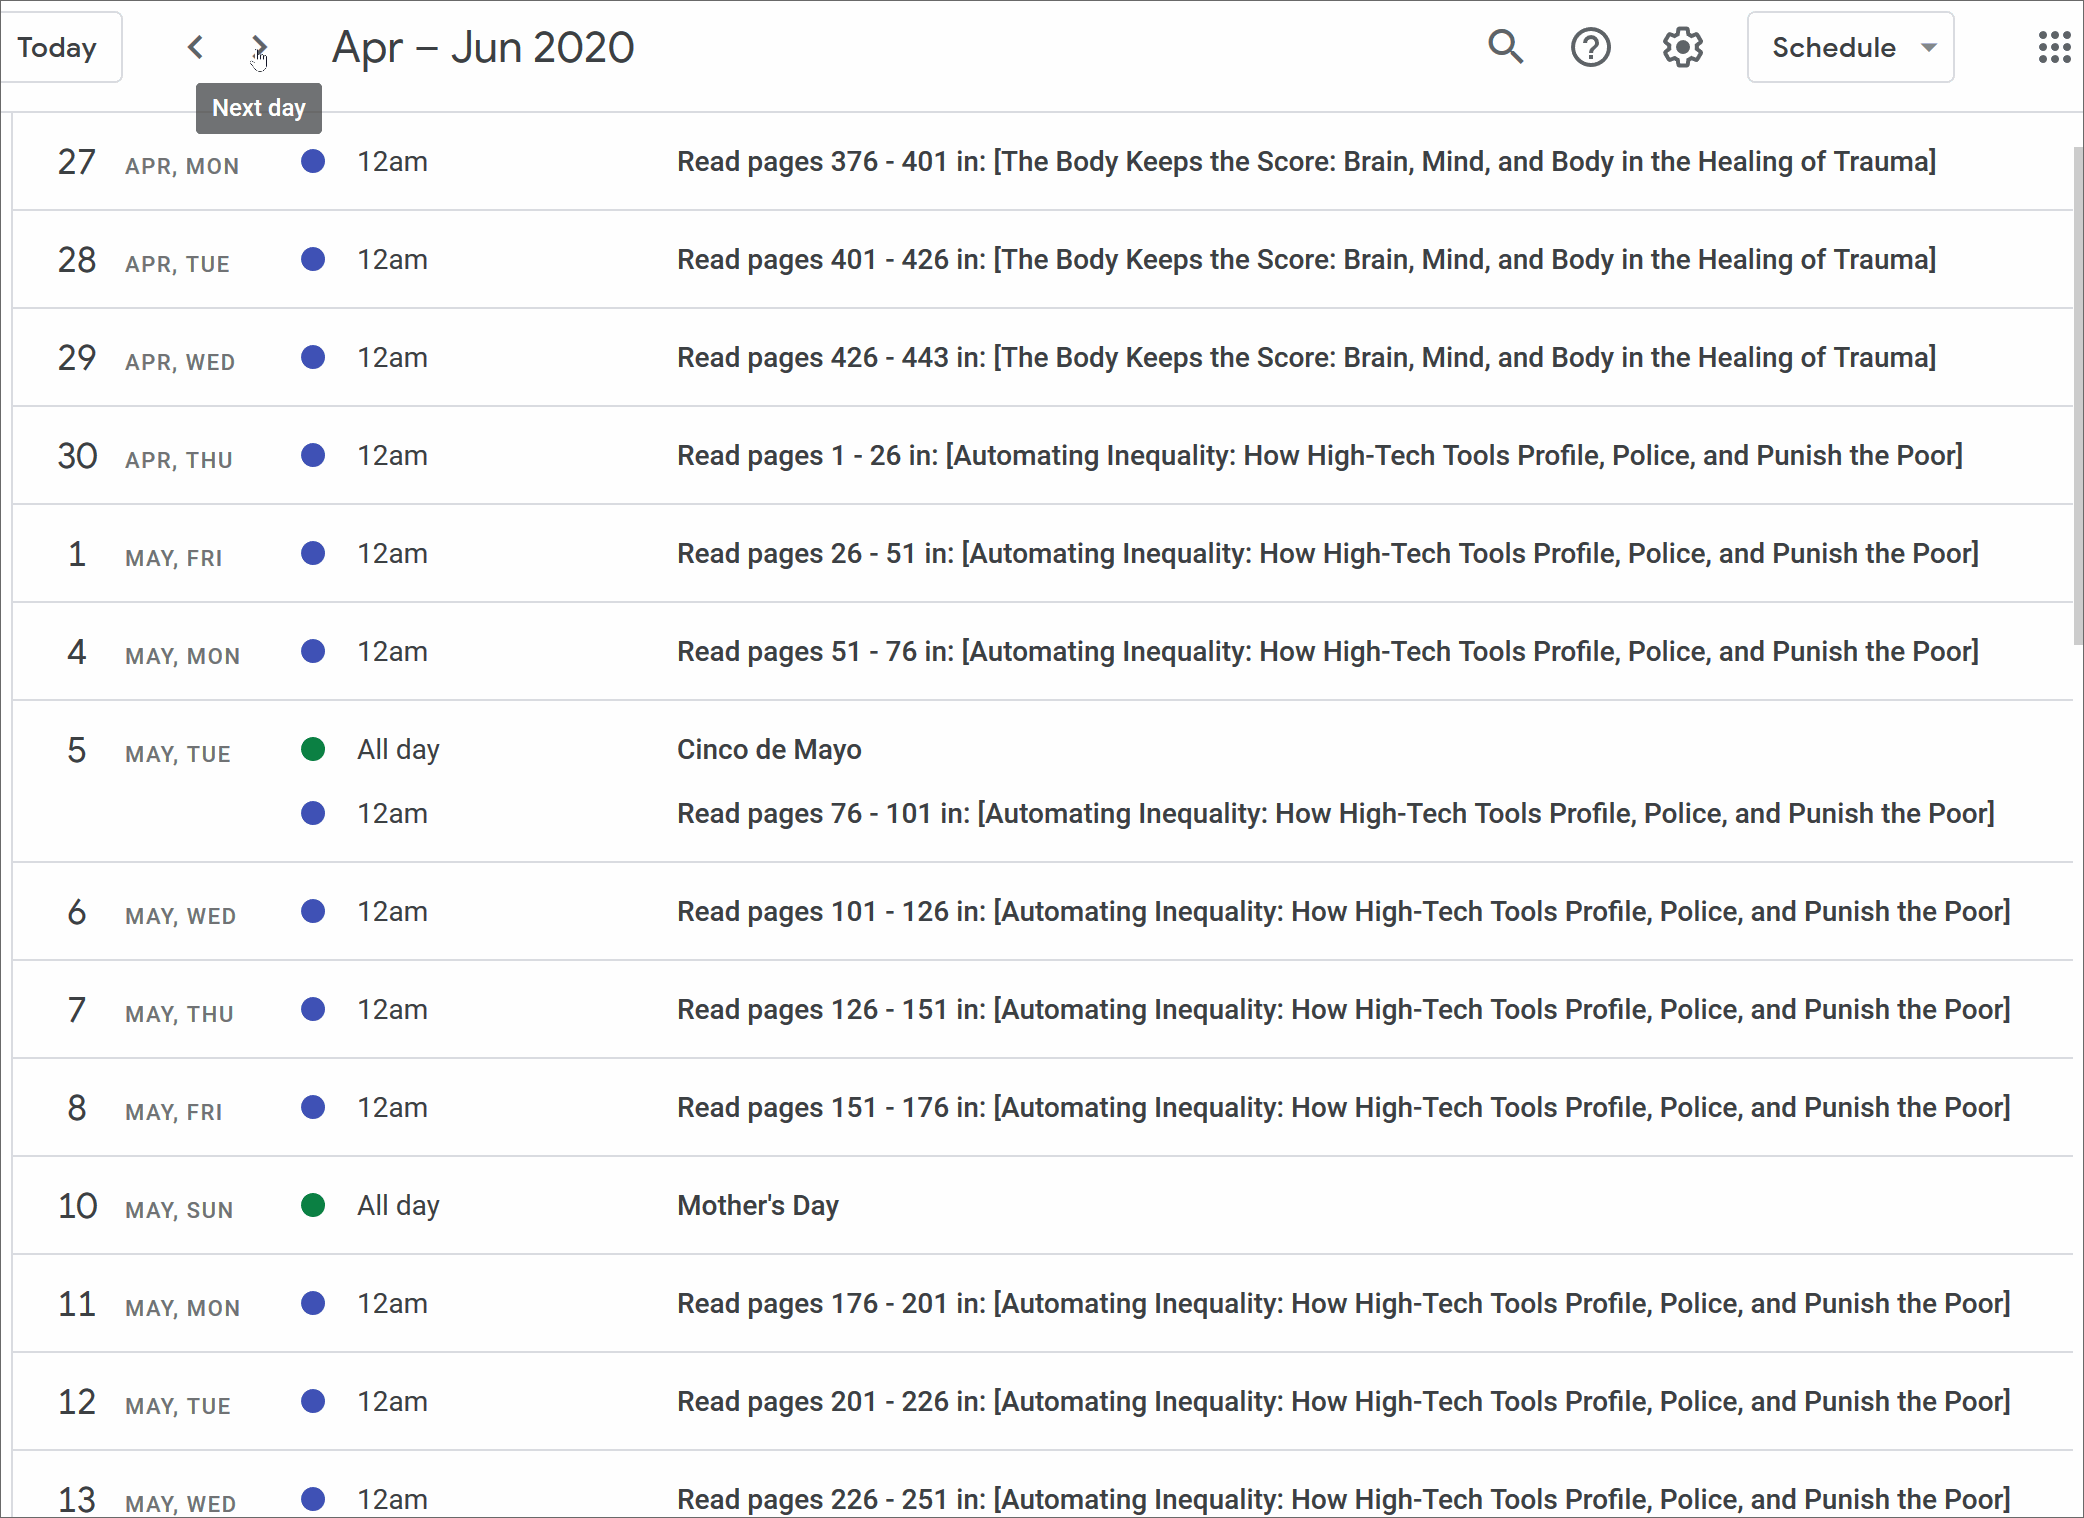 Today Apr – Jun 2020 Schedule
Next day
27 APR, MON 12am Read pages 376 - 401 in: [The Body Keeps the Score: Brain, Mind, and Body in the Healing of Trauma]
28 APR, TUE 12am Read pages 401 - 426 in: [The Body Keeps the Score: Brain, Mind, and Body in the Healing of Trauma]
29 APR, WED 12am Read pages 426 - 443 in: [The Body Keeps the Score: Brain, Mind, and Body in the Healing of Trauma]
30 APR, THU 12am Read pages 1 - 26 in: [Automating Inequality: How High-Tech Tools Profile, Police, and Punish the Poor]
1 MAY, FRI 12am Read pages 26 - 51 in: [Automating Inequality: How High-Tech Tools Profile, Police, and Punish the Poor]
4 MAY, MON 12am Read pages 51 - 76 in: [Automating Inequality: How High-Tech Tools Profile, Police, and Punish the Poor]
5 MAY, TUE All day Cinco de Mayo
12am Read pages 76 - 101 in: [Automating Inequality: How High-Tech Tools Profile, Police, and Punish the Poor]
6 MAY, WED 12am Read pages 101 - 126 in: [Automating Inequality: How High-Tech Tools Profile, Police, and Punish the Poor]
7 MAY, THU 12am Read pages 126 - 151 in: [Automating Inequality: How High-Tech Tools Profile, Police, and Punish the Poor]
8 MAY, FRI 12am Read pages 151 - 176 in: [Automating Inequality: How High-Tech Tools Profile, Police, and Punish the Poor]
10 MAY, SUN All day Mother's Day
11 MAY, MON 12am Read pages 176 - 201 in: [Automating Inequality: How High-Tech Tools Profile, Police, and Punish the Poor]
12 MAY, TUE 12am Read pages 201 - 226 in: [Automating Inequality: How High-Tech Tools Profile, Police, and Punish the Poor]
13 MAY, WED 12am Read pages 226 - 251 in: [Automating Inequality: How High-Tech Tools Profile, Police, and Punish the Poor]